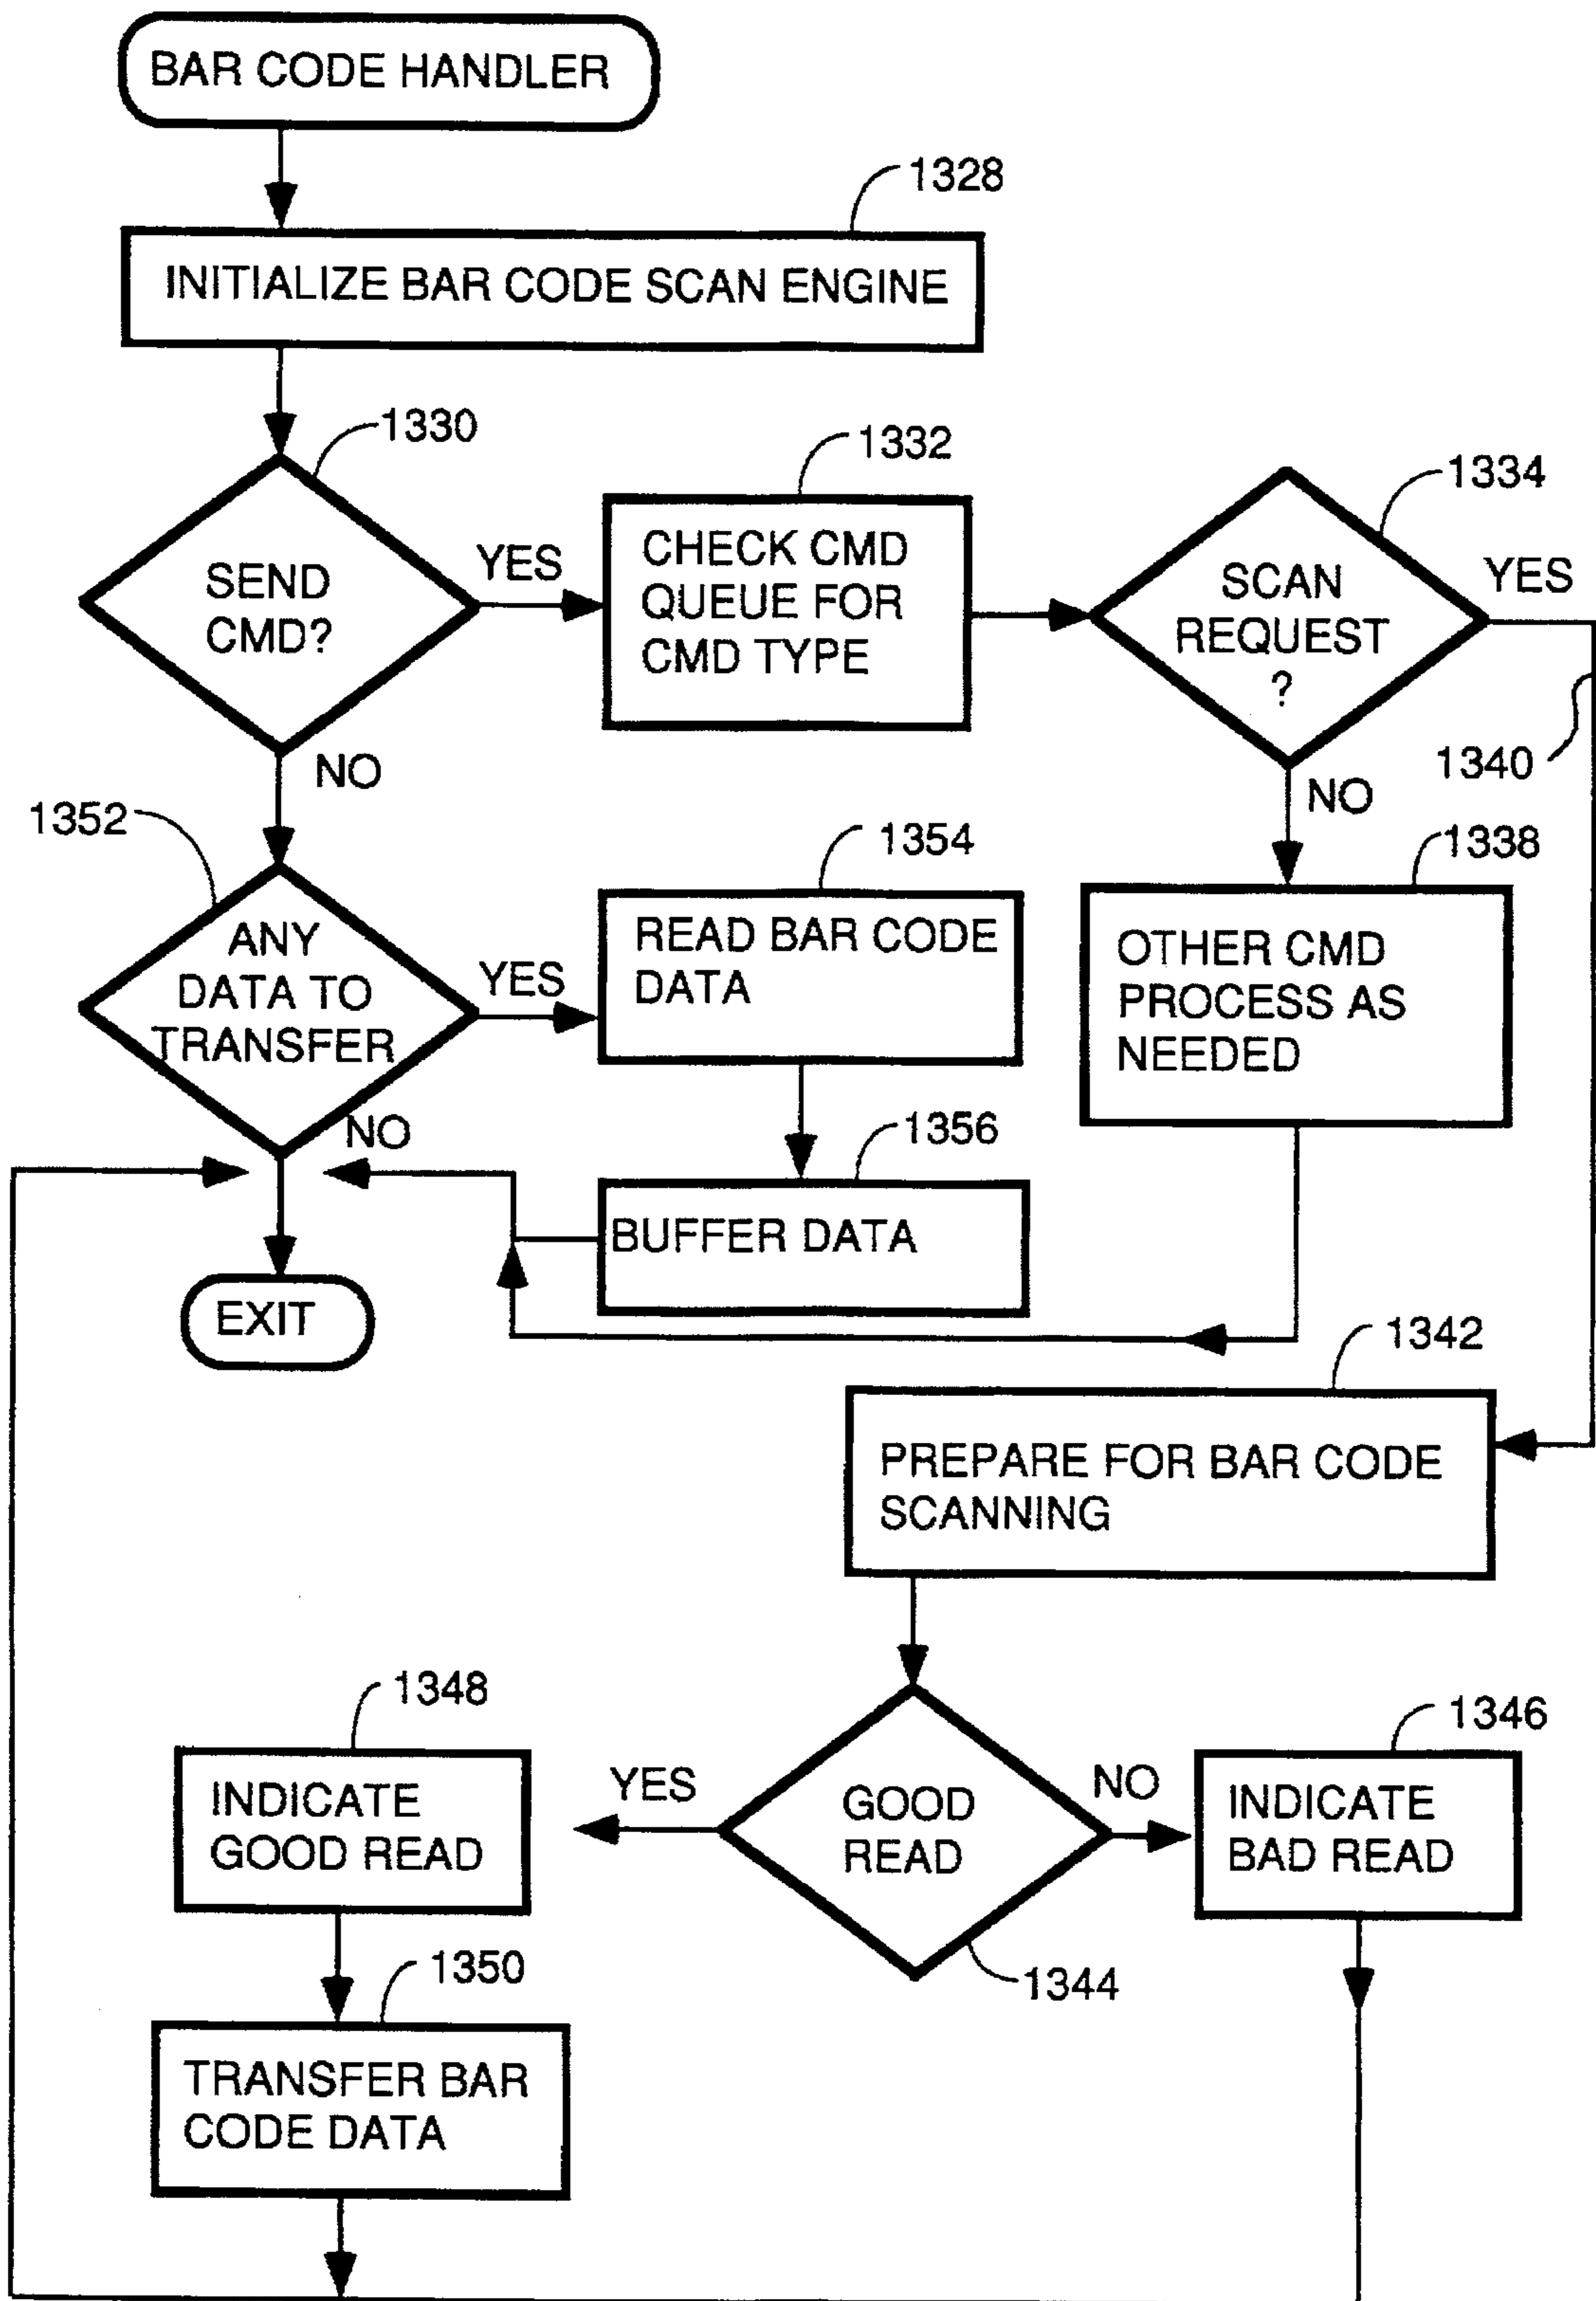 BAR CODE HANDLER
1328
INITIALIZE BAR CODE SCAN ENGINE
1330
SEND
CMD?
YES
NO
1332
CHECK CMD
QUEUE FOR
CMD TYPE
1334
SCAN
REQUEST
?
YES
1340
NO
1338
OTHER CMD
PROCESS AS
NEEDED
1352
ANY
DATA TO
TRANSFER
YES
NO
1354
READ BAR CODE
DATA
1356
BUFFER DATA
EXIT
1342
PREPARE FOR BAR CODE
SCANNING
1344
GOOD
READ
YES
NO
1348
INDICATE
GOOD READ
1346
INDICATE
BAD READ
1350
TRANSFER BAR
CODE DATA